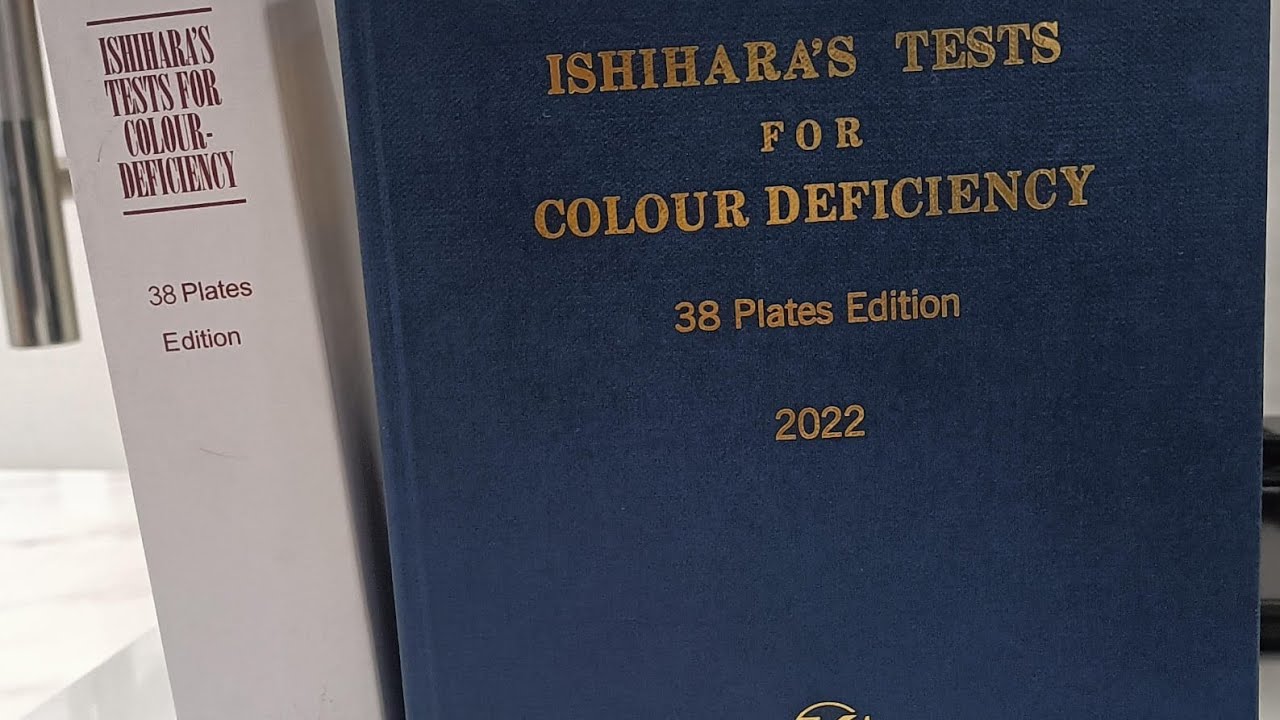 ISHIHARA'S
TESTS FOR
COLOUR-
DEFICIENCY
38 Plates
Edition
ISHIHARA'S TESTS
FOR
COLOUR DEFICIENCY
38 Plates Edition
2022